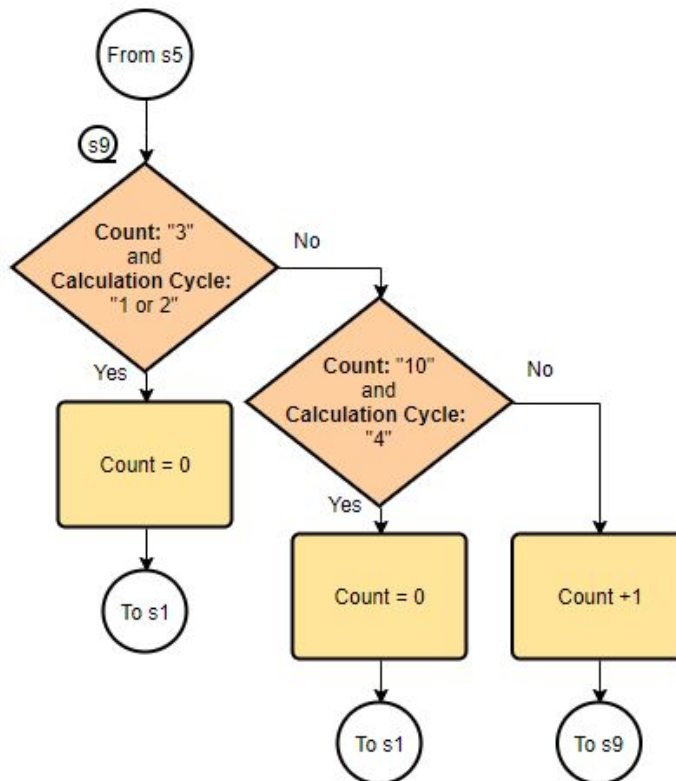 From s5
s9
Count: "3"
and
Calculation Cycle:
"1 or 2"
No
Yes
Count: "10"
and
Calculation Cycle:
"4"
No
Yes
Count = 0
To s1
Count = 0
Count +1
To s1
To s9